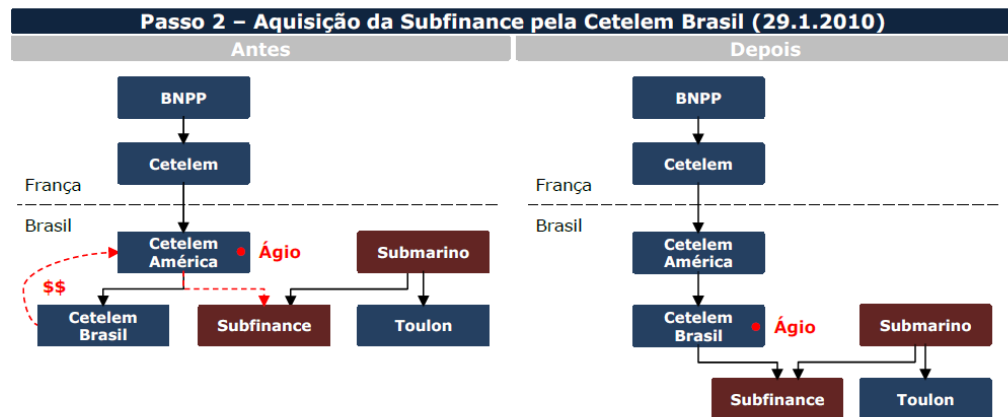 Passo 2 – Aquisição da Subfinance pela Cetelem Brasil (29.1.2010)
Antes
BNPP
Cetelem
França
Brasil
Cetelem
América
Ágio
Submarino
$$
Cetelem
Brasil
Subfinance
Toulon
Depois
BNPP
Cetelem
França
Brasil
Cetelem
América
Cetelem
Brasil
Ágio
Submarino
Subfinance
Toulon